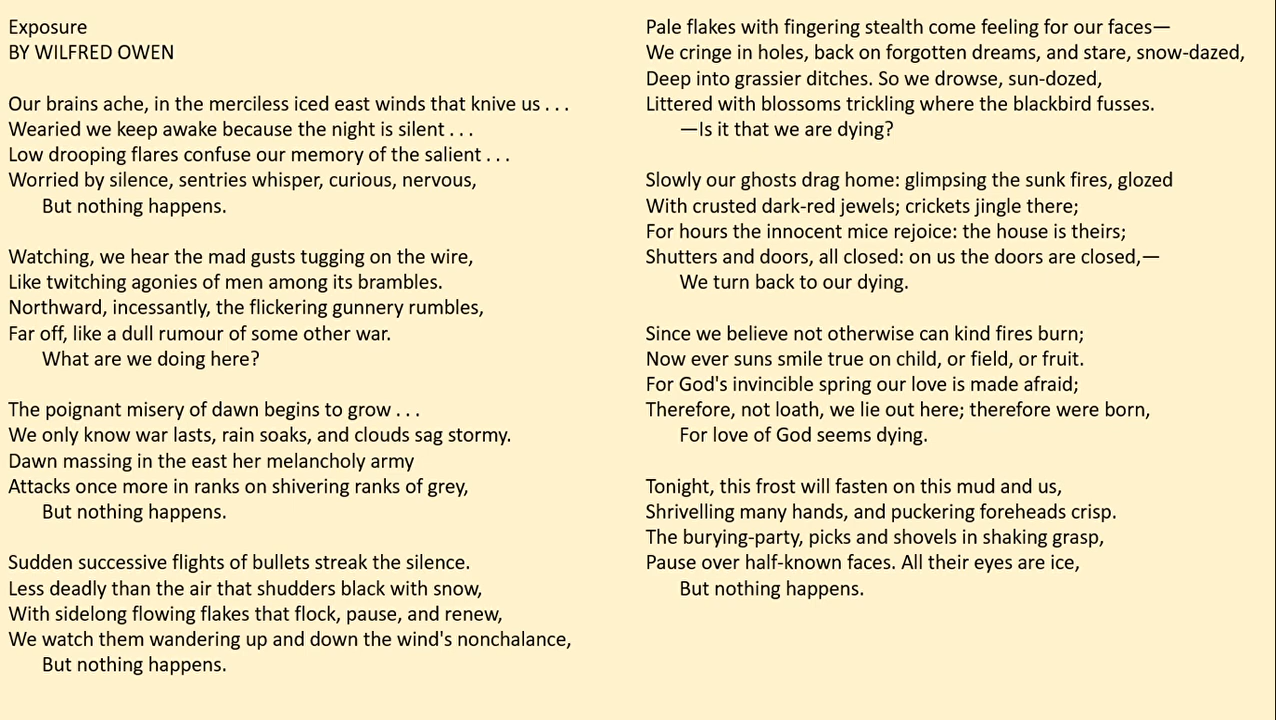 Exposure
BY WILFRED OWEN

Our brains ache, in the merciless iced east winds that knive us . . .
Wearied we keep awake because the night is silent . . .
Low drooping flares confuse our memory of the salient . . .
Worried by silence, sentries whisper, curious, nervous,
But nothing happens.

Watching, we hear the mad gusts tugging on the wire,
Like twitching agonies of men among its brambles.
Northward, incessantly, the flickering gunnery rumbles,
Far off, like a dull rumour of some other war.
What are we doing here?

The poignant misery of dawn begins to grow . . .
We only know war lasts, rain soaks, and clouds sag stormy.
Dawn massing in the east her melancholy army
Attacks once more in ranks on shivering ranks of grey,
But nothing happens.

Sudden successive flights of bullets streak the silence.
Less deadly than the air that shudders black with snow,
With sidelong flowing flakes that flock, pause, and renew,
We watch them wandering up and down the wind's nonchalance,
But nothing happens.

Pale flakes with fingering stealth come feeling for our faces—
We cringe in holes, back on forgotten dreams, and stare, snow-dazed,
Deep into grassier ditches. So we drowse, sun-dozed,
Littered with blossoms trickling where the blackbird fusses.
—Is it that we are dying?

Slowly our ghosts drag home: glimpsing the sunk fires, glozed
With crusted dark-red jewels; crickets jingle there;
For hours the innocent mice rejoice: the house is theirs;
Shutters and doors, all closed: on us the doors are closed,—
We turn back to our dying.

Since we believe not otherwise can kind fires burn;
Now ever suns smile true on child, or field, or fruit.
For God's invincible spring our love is made afraid;
Therefore, not loath, we lie out here; therefore were born,
For love of God seems dying.

Tonight, this frost will fasten on this mud and us,
Shrivelling many hands, and puckering foreheads crisp.
The burying-party, picks and shovels in shaking grasp,
Pause over half-known faces. All their eyes are ice,
But nothing happens.